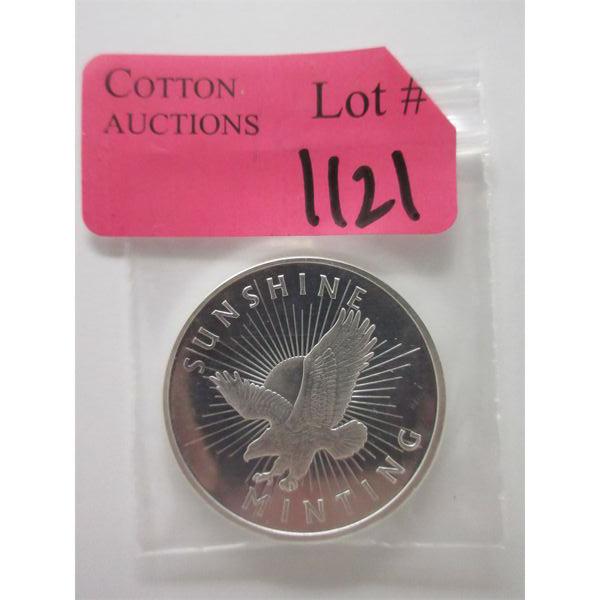 COTTON
AUCTIONS
Lot #
1121
SUNSHINE
MINTING